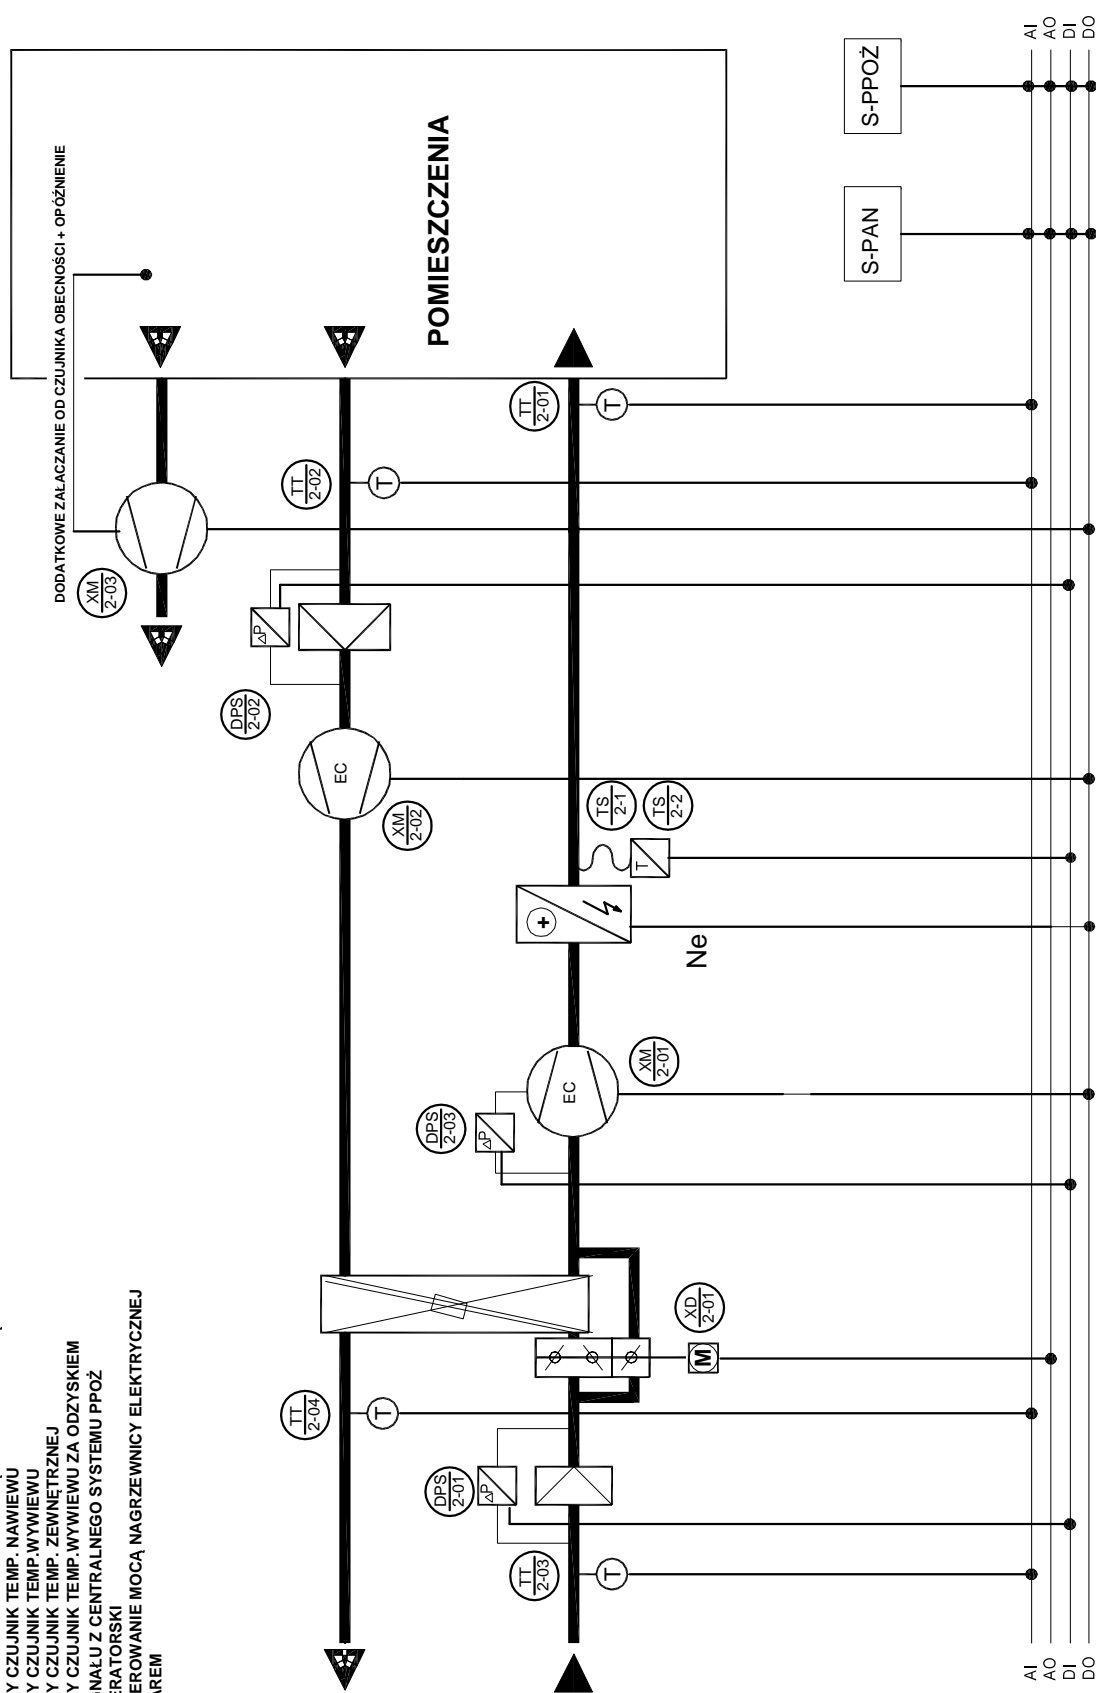 Y CZUJNIK TEMP. NAWIEWU
Y CZUJNIK TEMP.WYWIEWU
Y CZUJNIK TEMP. ZEWNĘTRZNEJ
Y CZUJNIK TEMP.WYWIEWU ZA ODZYSKIEM
GNAŁU Z CENTRALNEGO SYSTEMU PPOŻ
ERATORSKI
EROWANIE MOCĄ NAGRZEWNICY ELEKTRYCZNEJ
AREM
DODATKOWE ZAŁACZANIE OD CZUJNIKA OBECNOŚCI + OPÓŹNIENIE
POMIESZCZENIA
XM
2-03
TT
2-02
T
TT
2-01
T
ΔP
DPS
2-02
EC
XM
2-02
TS
2-1
TS
2-2
T
+
Ne
EC
XM
2-01
DPS
2-03
ΔP
XD
2-01
M
TT
2-04
T
DPS
2-01
ΔP
TT
2-03
T
S-PPOŻ
S-PAN
AI
AO
DI
DO
AI
AO
DI
DO